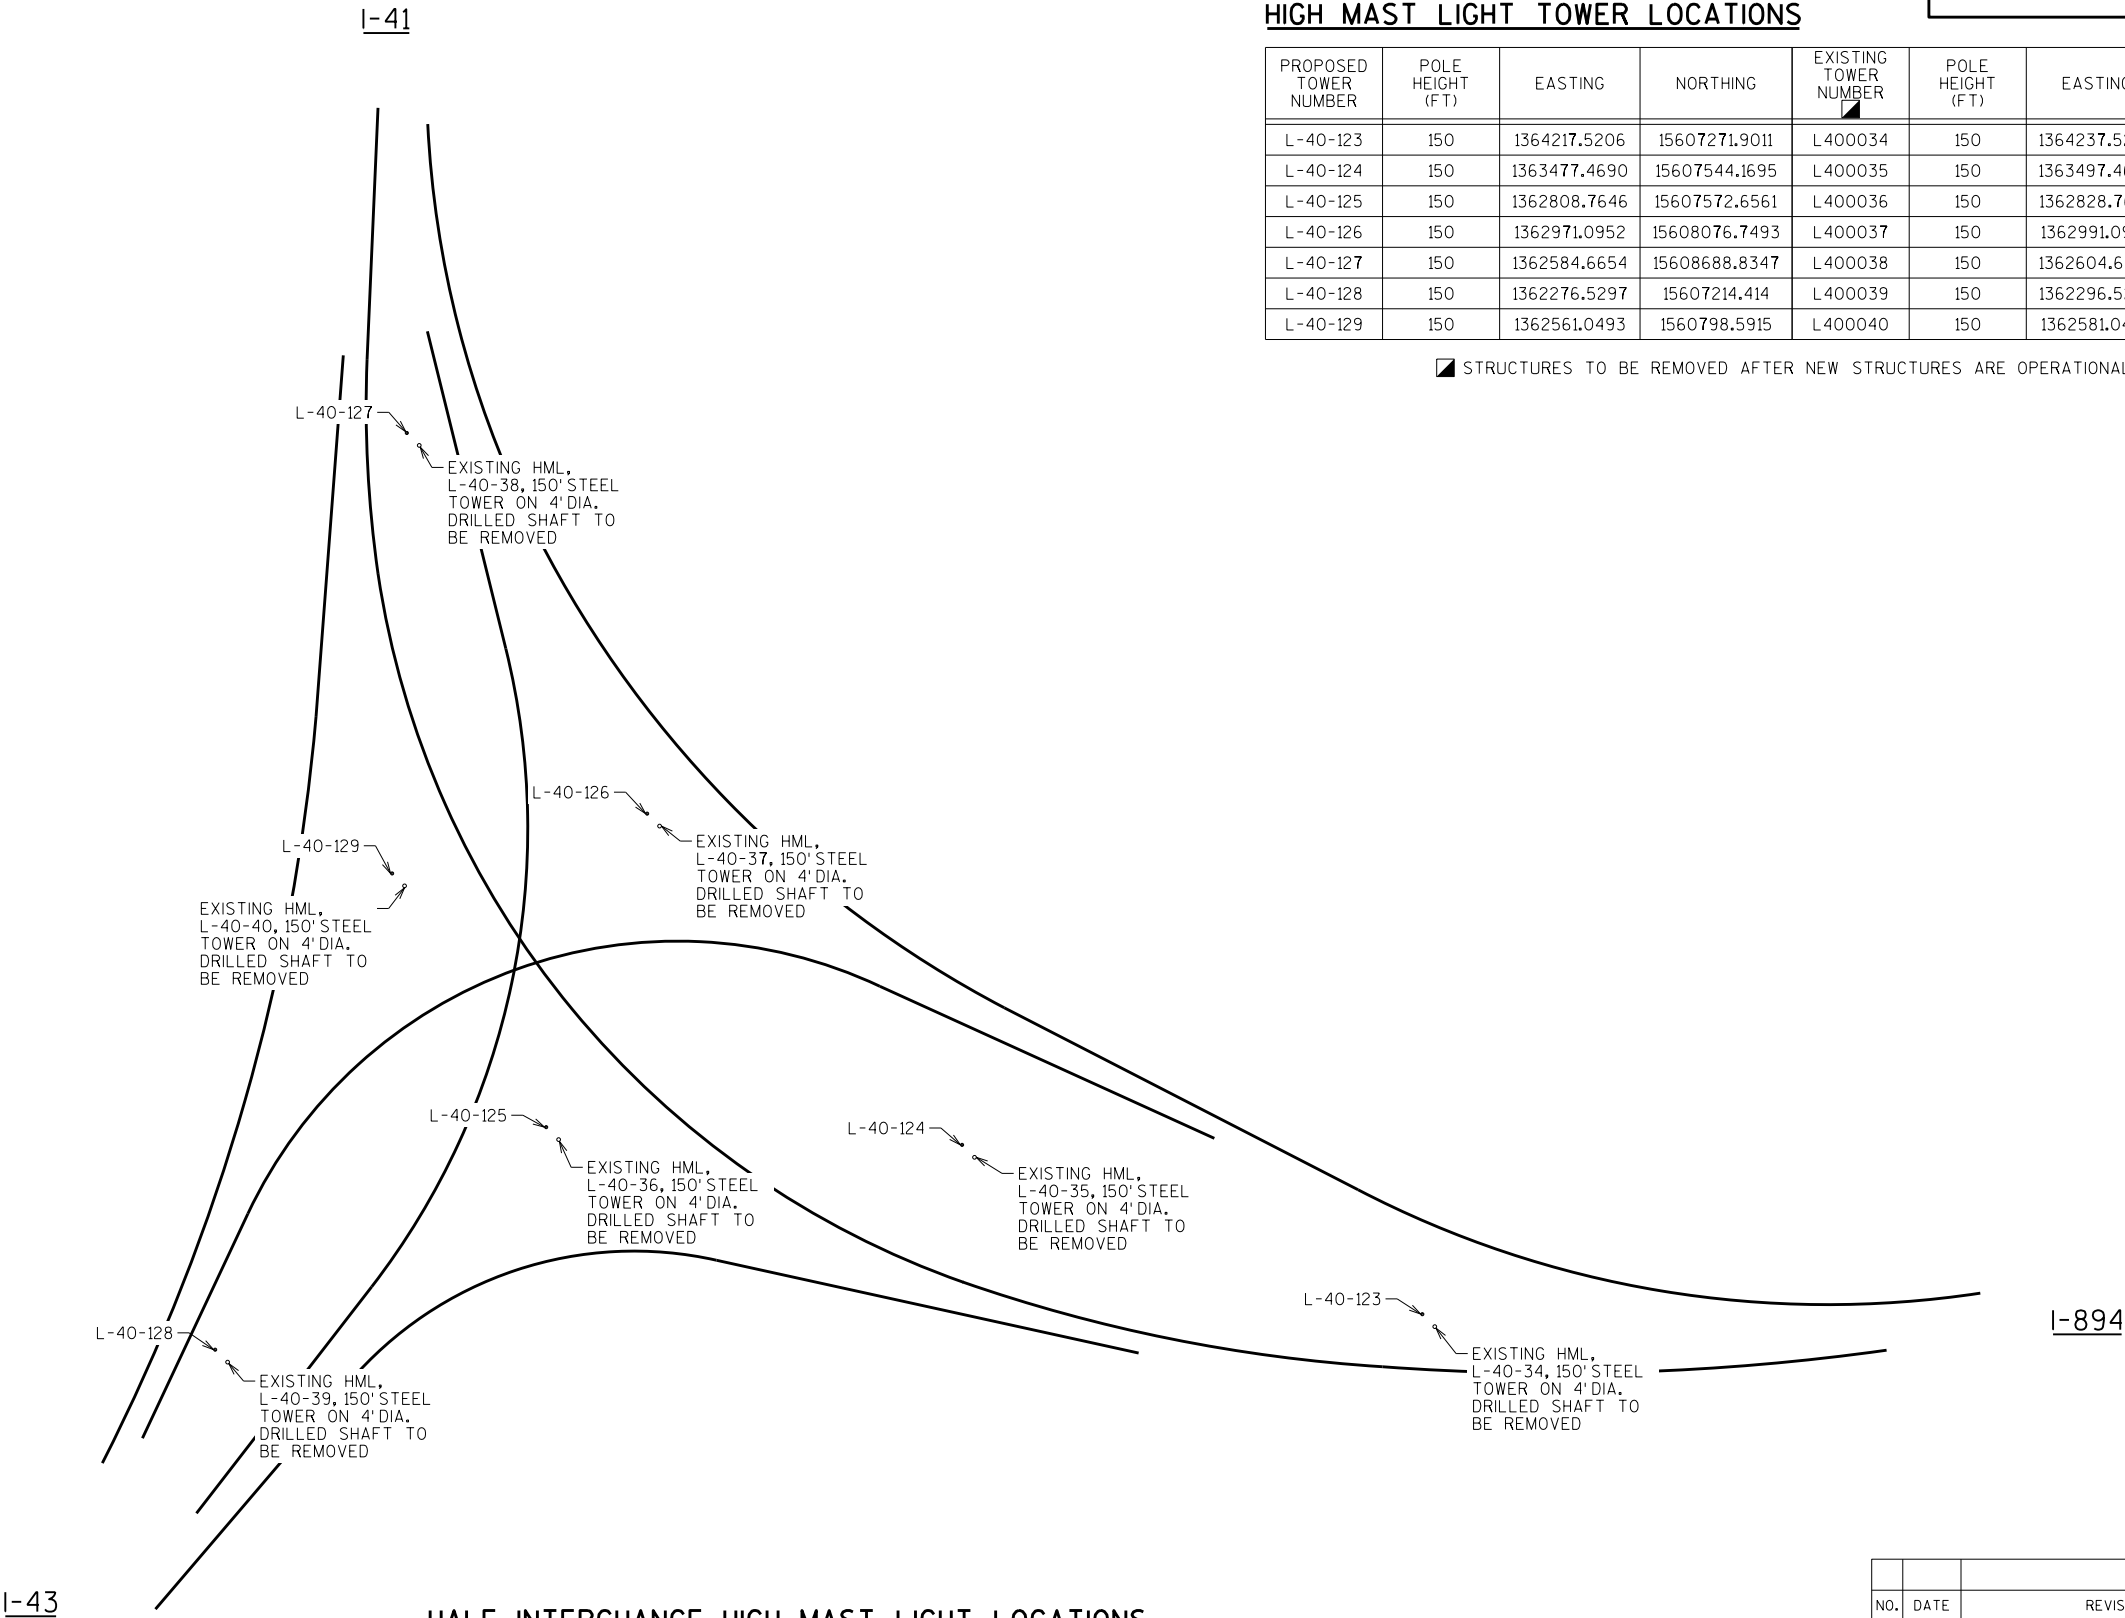 I-41
HIGH MAST LIGHT TOWER LOCATIONS
PROPOSED TOWER NUMBER POLE HEIGHT (FT) EASTING NORTHING EXISTING TOWER NUMBER POLE HEIGHT (FT)
L-40-123 150 1364217.5206 15607271.9011 L400034 150
L-40-124 150 1363477.4690 15607544.1695 L400035 150
L-40-125 150 1362808.7646 15607572.6561 L400036 150
L-40-126 150 1362971.0952 15608076.7493 L400037 150
L-40-127 150 1362584.6654 15608688.8347 L400038 150
L-40-128 150 1362276.5297 15607214.414 L400039 150
L-40-129 150 1362561.0493 1560798.5915 L400040 150
STRUCTURES TO BE REMOVED AFTER NEW STRUCTURES ARE OPERATIONAL
L-40-127
EXISTING HML,
L-40-38, 150' STEEL
TOWER ON 4' DIA.
DRILLED SHAFT TO
BE REMOVED
L-40-126
EXISTING HML,
L-40-37, 150' STEEL
TOWER ON 4' DIA.
DRILLED SHAFT TO
BE REMOVED
L-40-129
EXISTING HML,
L-40-40, 150' STEEL
TOWER ON 4' DIA.
DRILLED SHAFT TO
BE REMOVED
L-40-125
EXISTING HML,
L-40-36, 150' STEEL
TOWER ON 4' DIA.
DRILLED SHAFT TO
BE REMOVED
L-40-124
EXISTING HML,
L-40-35, 150' STEEL
TOWER ON 4' DIA.
DRILLED SHAFT TO
BE REMOVED
L-40-123
EXISTING HML,
L-40-34, 150' STEEL
TOWER ON 4' DIA.
DRILLED SHAFT TO
BE REMOVED
I-894
L-40-128
EXISTING HML,
L-40-39, 150' STEEL
TOWER ON 4' DIA.
DRILLED SHAFT TO
BE REMOVED
I-43
HALE INTERCHANGE HIGH MAST LIGHT LOCATIONS
NO. DATE